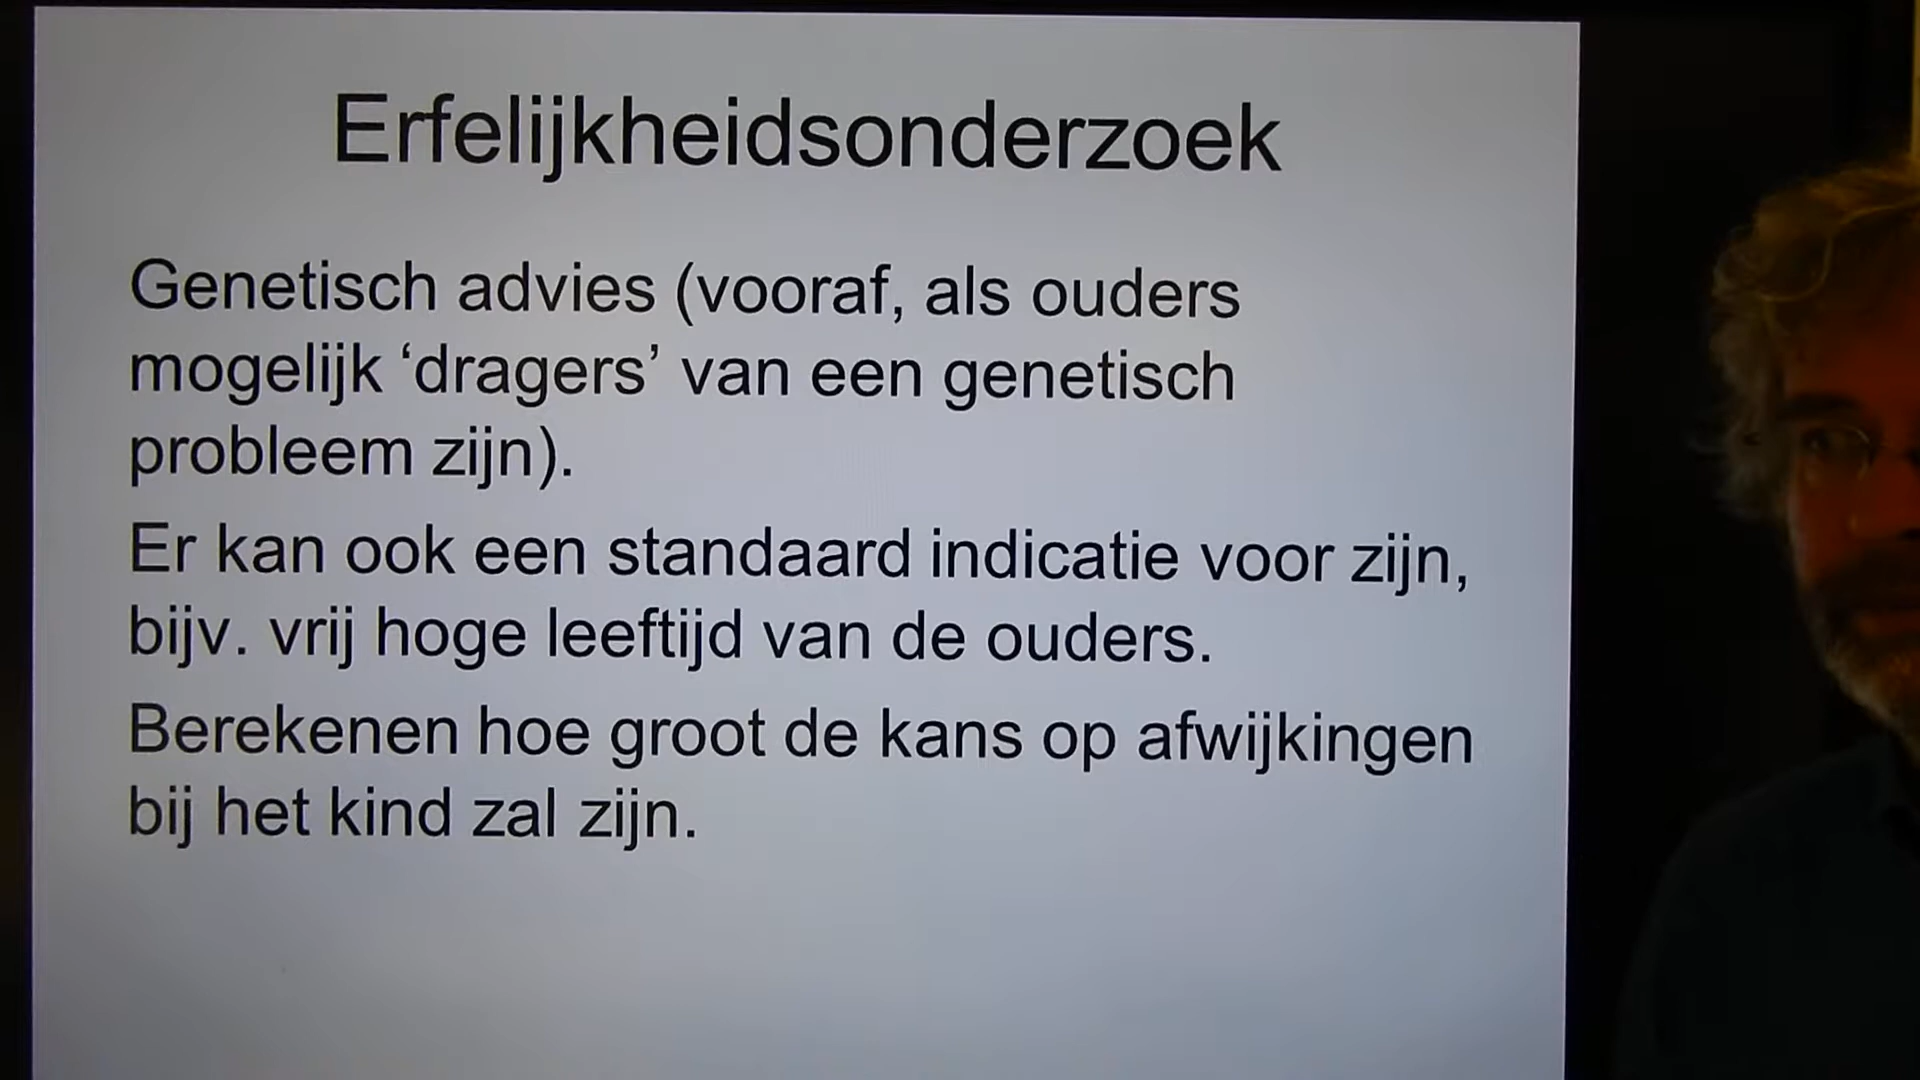 Erfelijkheidsonderzoek
Genetisch advies (vooraf, als ouders
mogelijk ‘dragers’ van een genetisch
probleem zijn).
Er kan ook een standaard indicatie voor zijn,
bijv. vrij hoge leeftijd van de ouders.
Berekenen hoe groot de kans op afwijkingen
bij het kind zal zijn.